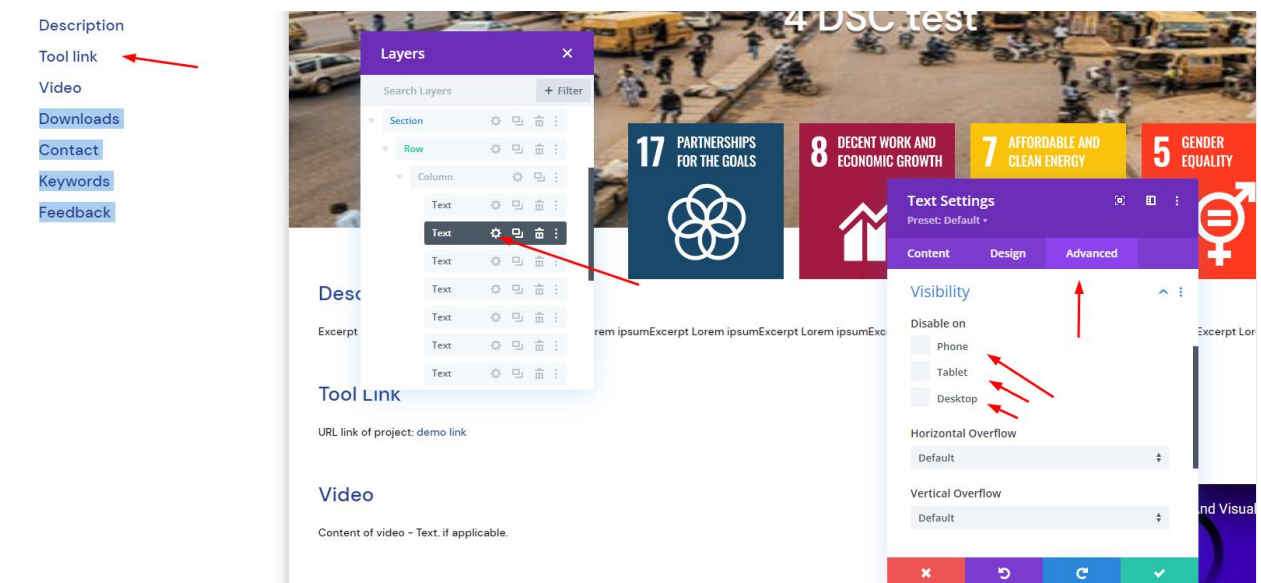 Description
Tool link
Video
Downloads
Contact
Keywords
Feedback
4 DSC test
Layers
Search Layers
+ Filter
Section
Row
Column
Text
Text
Text
Text
Text
Text
Text
17 PARTNERSHIPS FOR THE GOALS
8 DECENT WORK AND ECONOMIC GROWTH
7 AFFORDABLE AND CLEAN ENERGY
5 GENDER EQUALITY
Desc
Excerpt
rem ipsumExcerpt Lorem ipsumExcerpt Lorem ipsumExc
Excerpt Lor
Tool Link
URL link of project: demo link
Video
Content of video - Text. if applicable.
Text Settings
Preset: Default
Content
Design
Advanced
Visibility
Disable on
Phone
Tablet
Desktop
Horizontal Overflow
Default
Vertical Overflow
Default
nd Visual